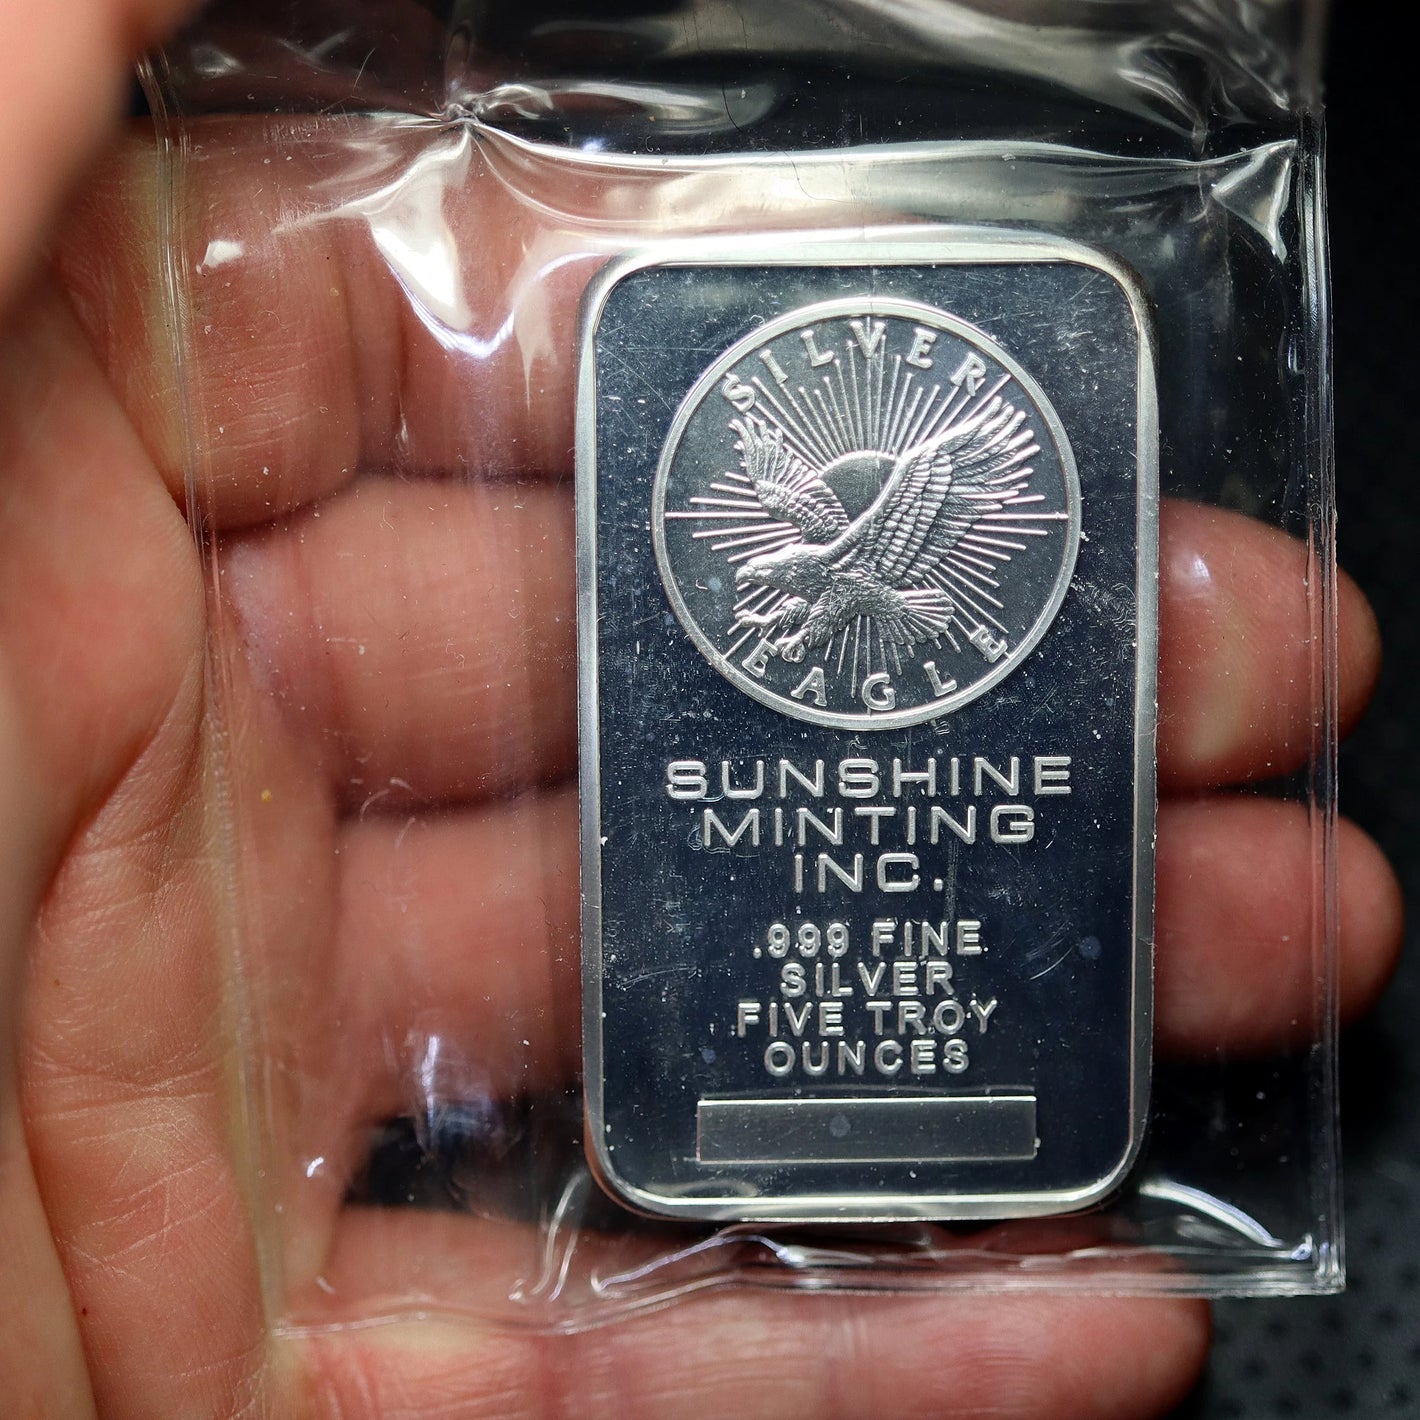 SILVER
EAGLE
SUNSHINE
MINTING
INC.
.999 FINE
SILVER
FIVE TROY
OUNCES